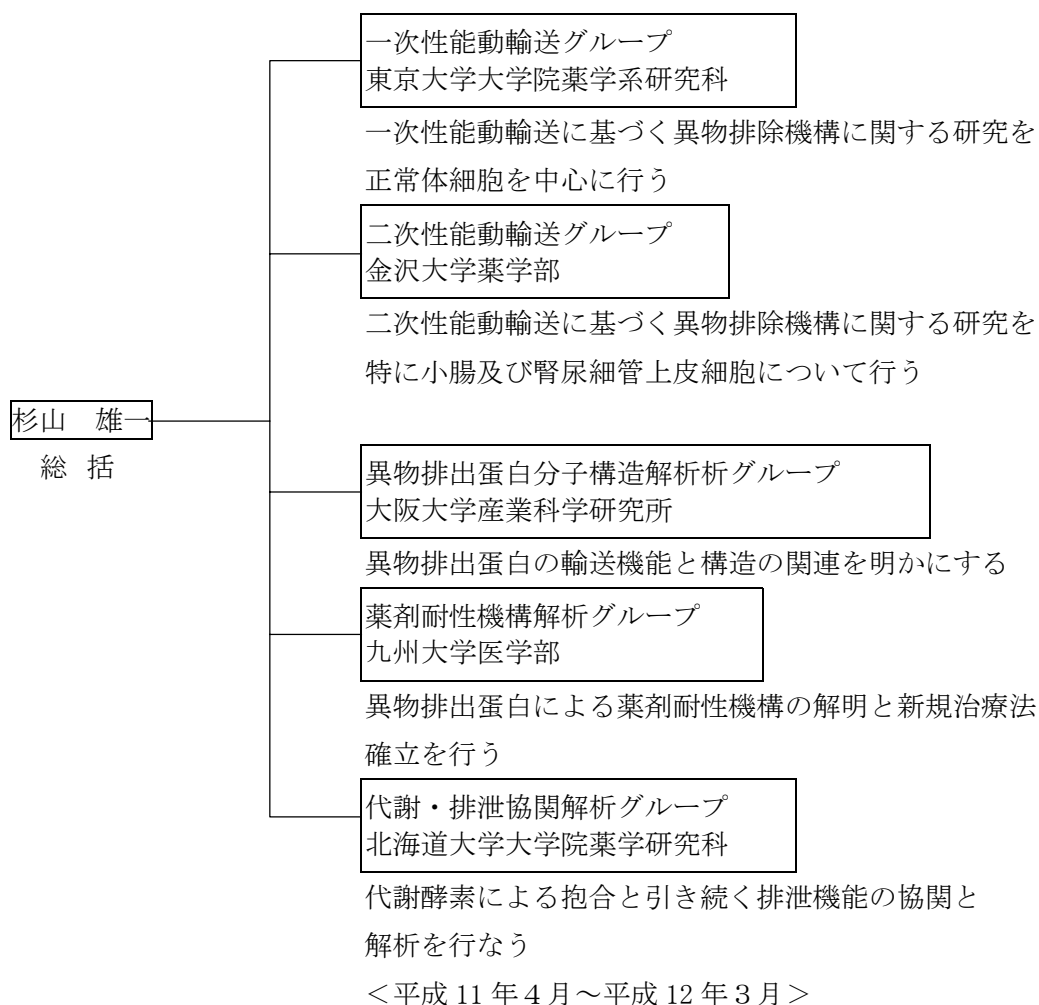 一次性能動輸送グループ
東京大学大学院薬学系研究科
一次性能動輸送に基づく異物排除機構に関する研究を
正常体細胞を中心に行う
二次性能動輸送グループ
金沢大学薬学部
二次性能動輸送に基づく異物排除機構に関する研究を
特に小腸及び腎尿細管上皮細胞について行う
杉山　雄一
総 括
異物排出蛋白分子構造解析析グループ
大阪大学産業科学研究所
異物排出蛋白の輸送機能と構造の関連を明かにする
薬剤耐性機構解析グループ
九州大学医学部
異物排出蛋白による薬剤耐性機構の解明と新規治療法
確立を行う
代謝・排泄協関解析グループ
北海道大学大学院薬学研究科
代謝酵素による抱合と引き続く排泄機能の協関と
解析を行なう
＜平成 11 年４月～平成 12 年３月＞